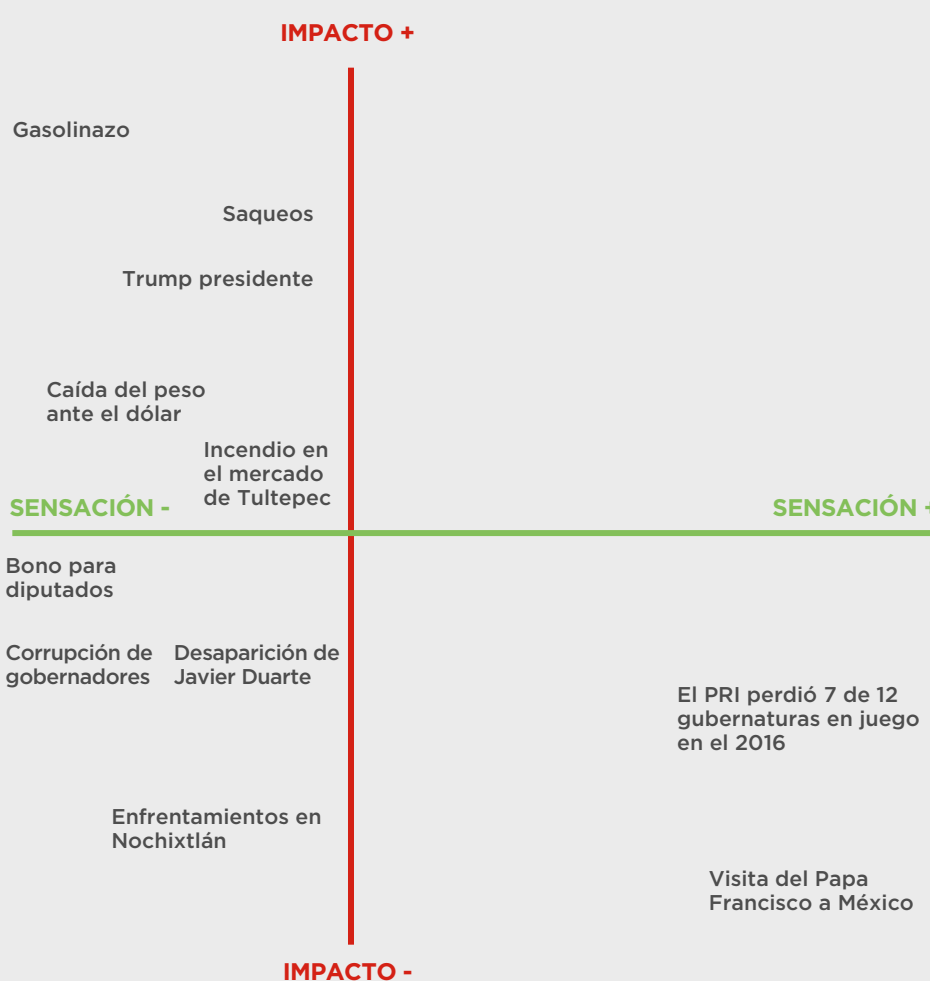 IMPACTO +
Gasolinazo
Saqueos
Trump presidente
Caída del peso
ante el dólar
Incendio en
el mercado
de Tultepec
SENSACIÓN -
SENSACIÓN +
Bono para
diputados
Corrupción de
gobernadores
Desaparición de
Javier Duarte
El PRI perdió 7 de 12
gubernaturas en juego
en el 2016
Enfrentamientos en
Nochixtlán
Visita del Papa
Francisco a México
IMPACTO -